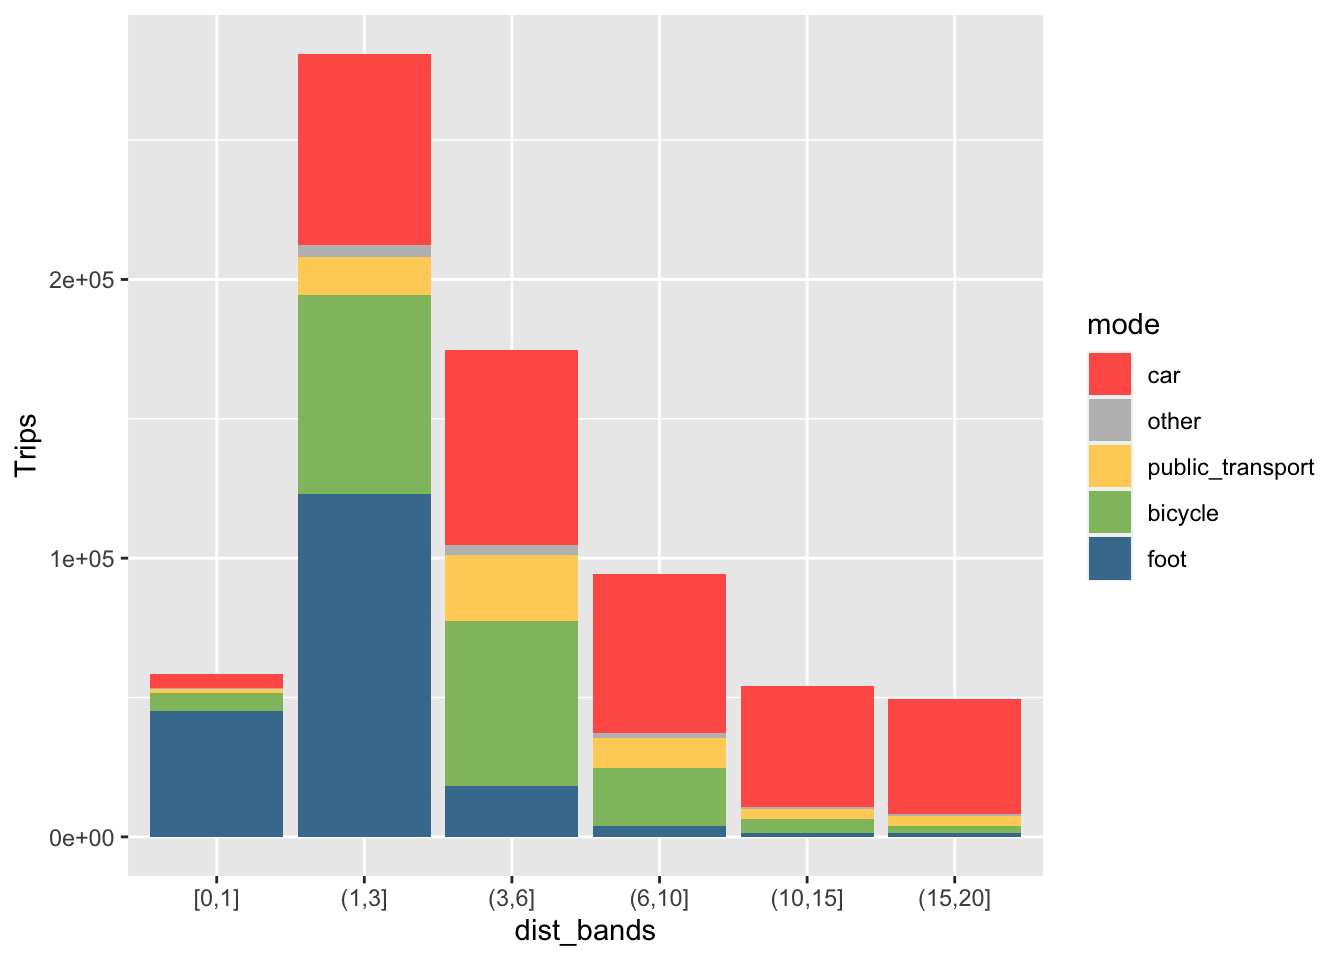 Trips
2e+05
1e+05
0e+00
[0,1]
(1,3]
(3,6]
(6,10]
(10,15]
(15,20]
dist_bands
mode
car
other
public_transport
bicycle
foot